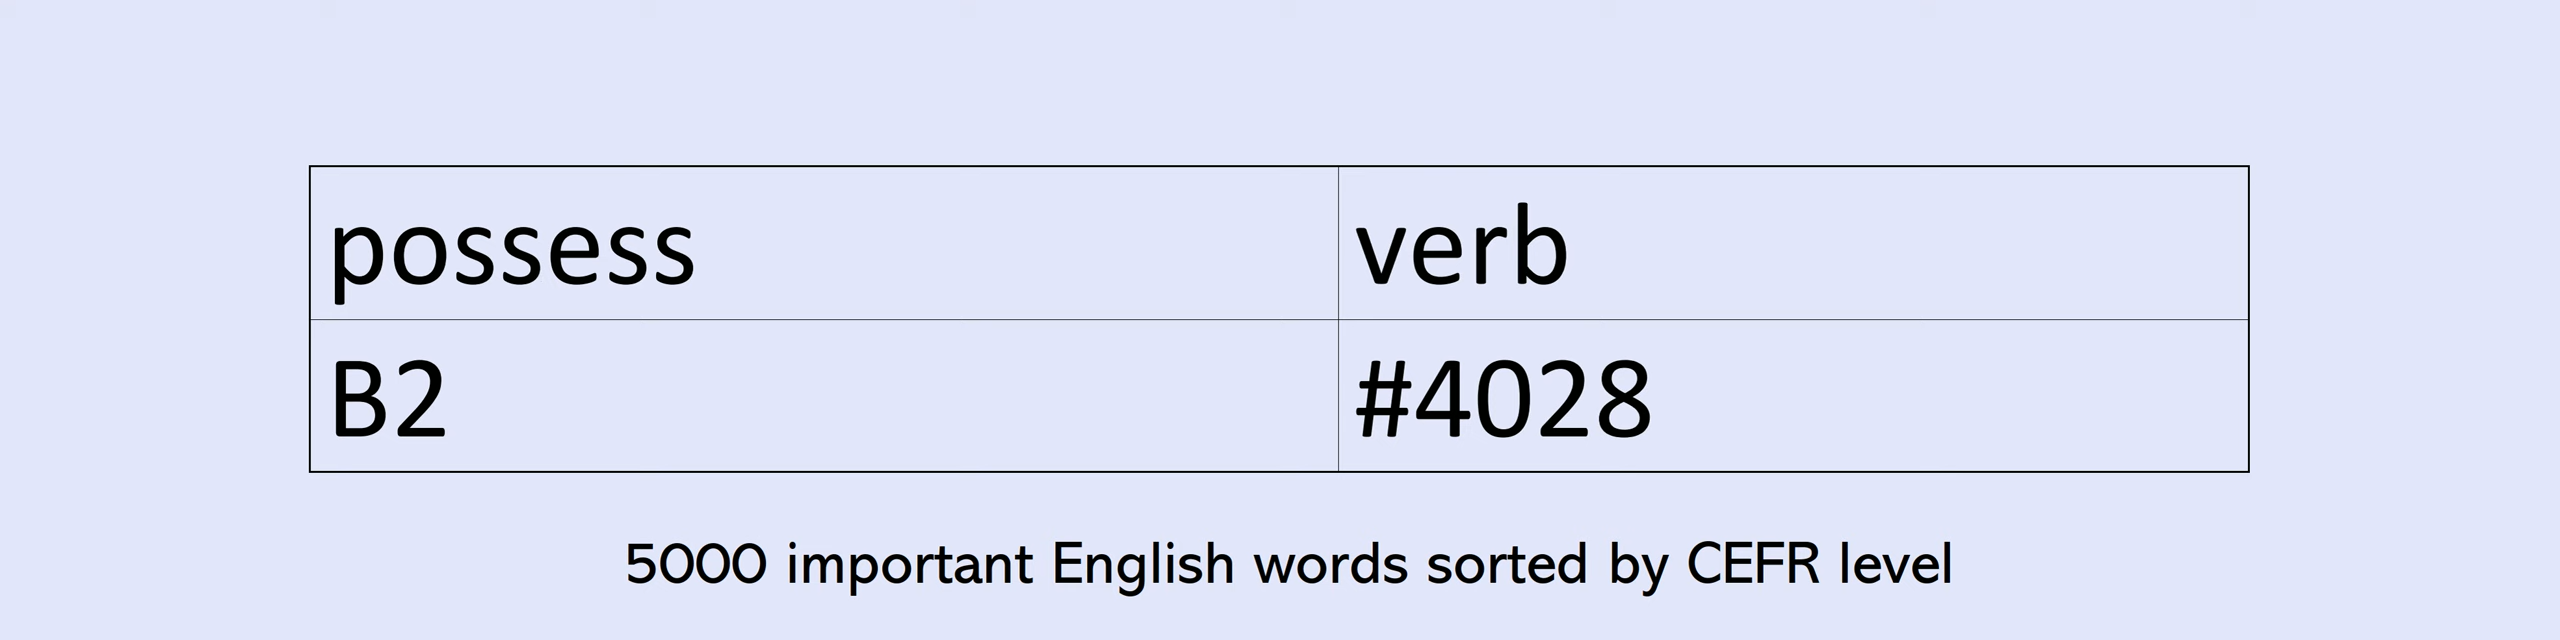 possess verb
B2 #4028
5000 important English words sorted by CEFR level